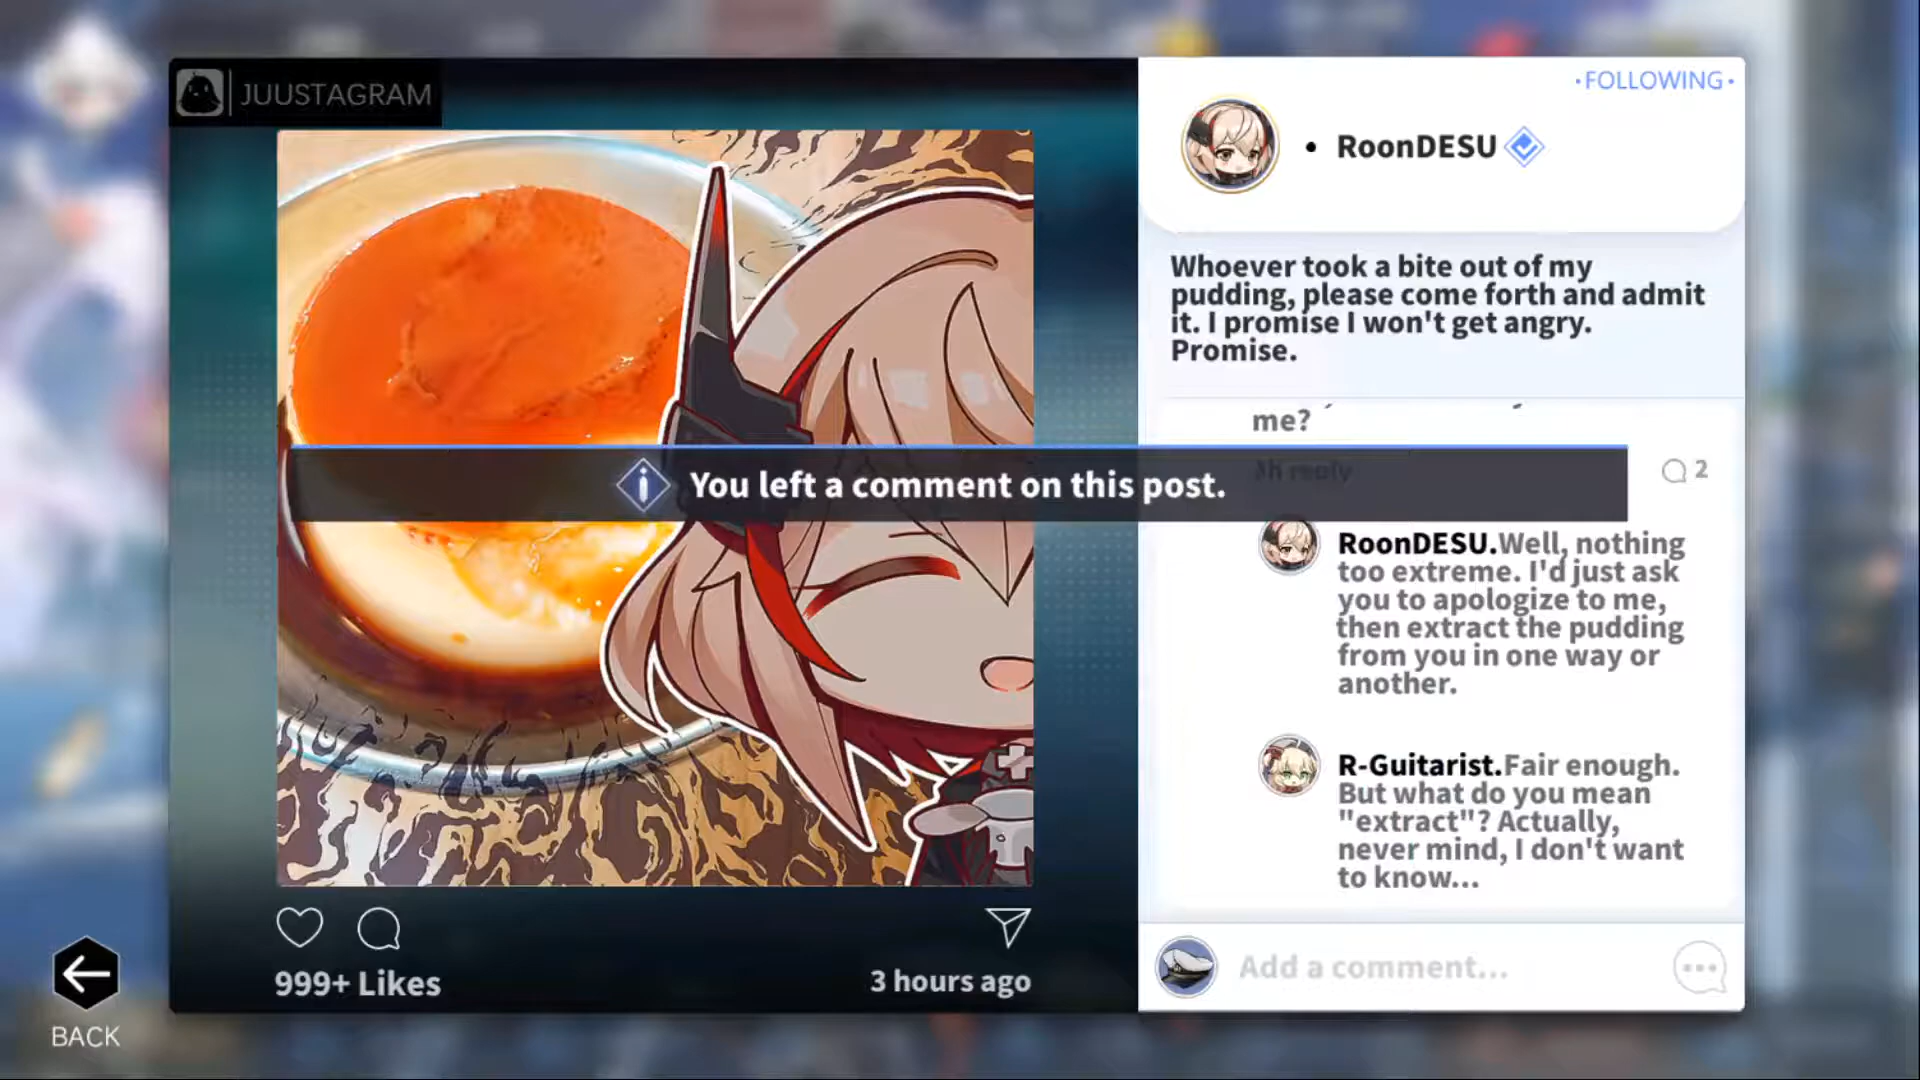 JUUSTAGRAM
·FOLLOWING·
• RoonDESU
Whoever took a bite out of my
pudding, please come forth and admit
it. I promise I won't get angry.
Promise.
me?
reply
2
You left a comment on this post.
RoonDESU.Well, nothing
too extreme. I'd just ask
you to apologize to me,
then extract the pudding
from you in one way or
another.
R-Guitarist.Fair enough.
But what do you mean
"extract"? Actually,
never mind, I don't want
to know...
999+ Likes
3 hours ago
Add a comment...
BACK